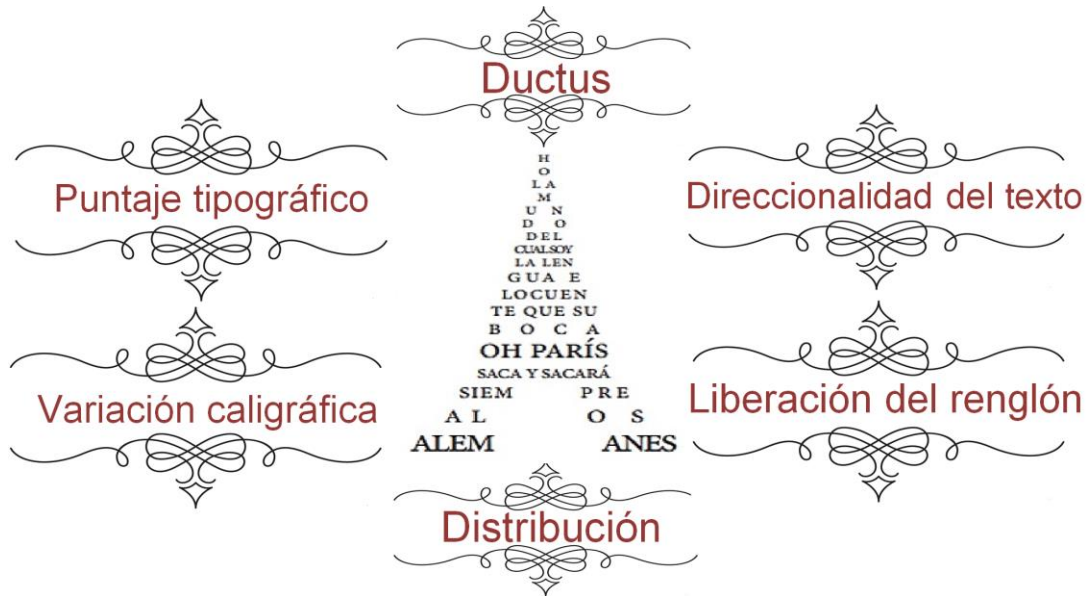 Ductus
Puntaje tipográfico
Direccionalidad del texto
H
O
LA
M
U N
D O
DEL
CUALSOY
LA LEN
GUA E
LOCUEN
TE QUE SU
B O C A
OH PARÍS
SACA Y SACARÁ
SIEM PRE
A L O S
ALEM ANES
Variación caligráfica
Liberación del renglón
Distribución